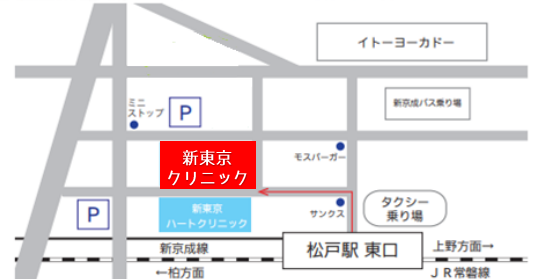 イトーヨーカドー
ミニ
ストップ
P
新京成バス乗り場
新東京
クリニック
モスバーガー
P
新東京
ハートクリニック
サンクス
タクシー
乗り場
新京成線
松戸駅 東口
上野方面→
←柏方面
JR常磐線